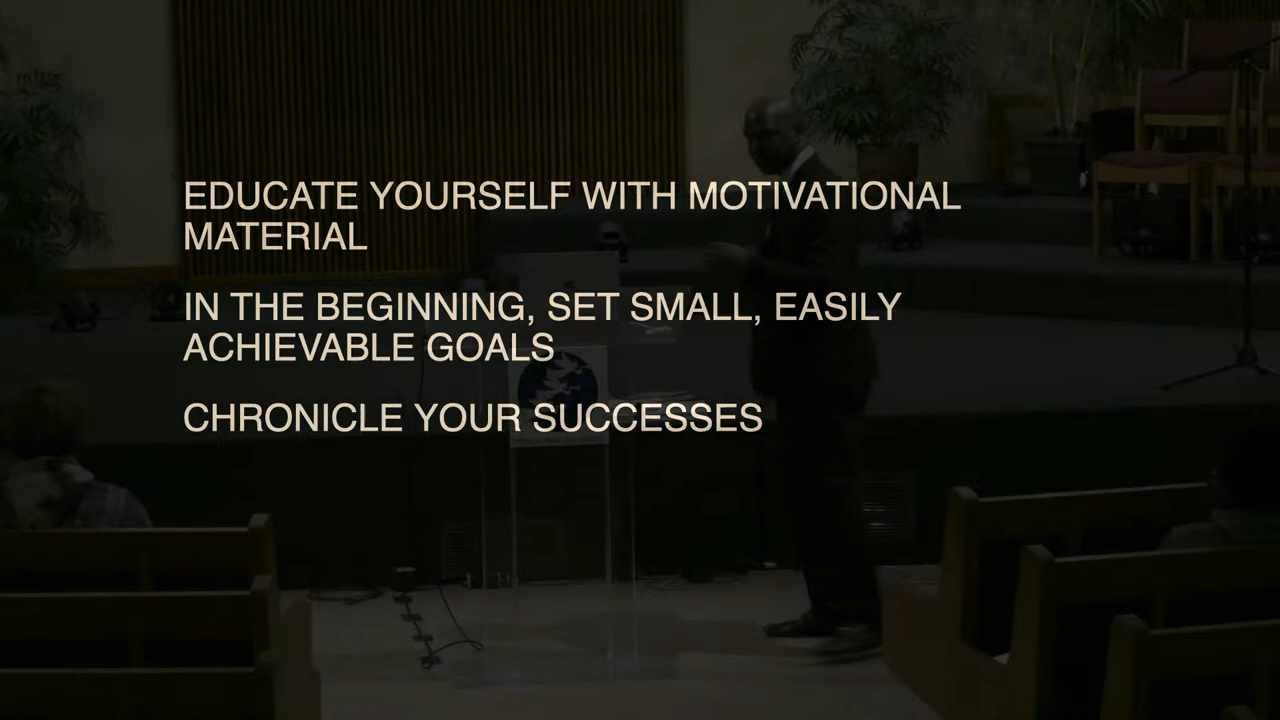 EDUCATE YOURSELF WITH MOTIVATIONAL
MATERIAL
IN THE BEGINNING, SET SMALL, EASILY
ACHIEVABLE GOALS
CHRONICLE YOUR SUCCESSES